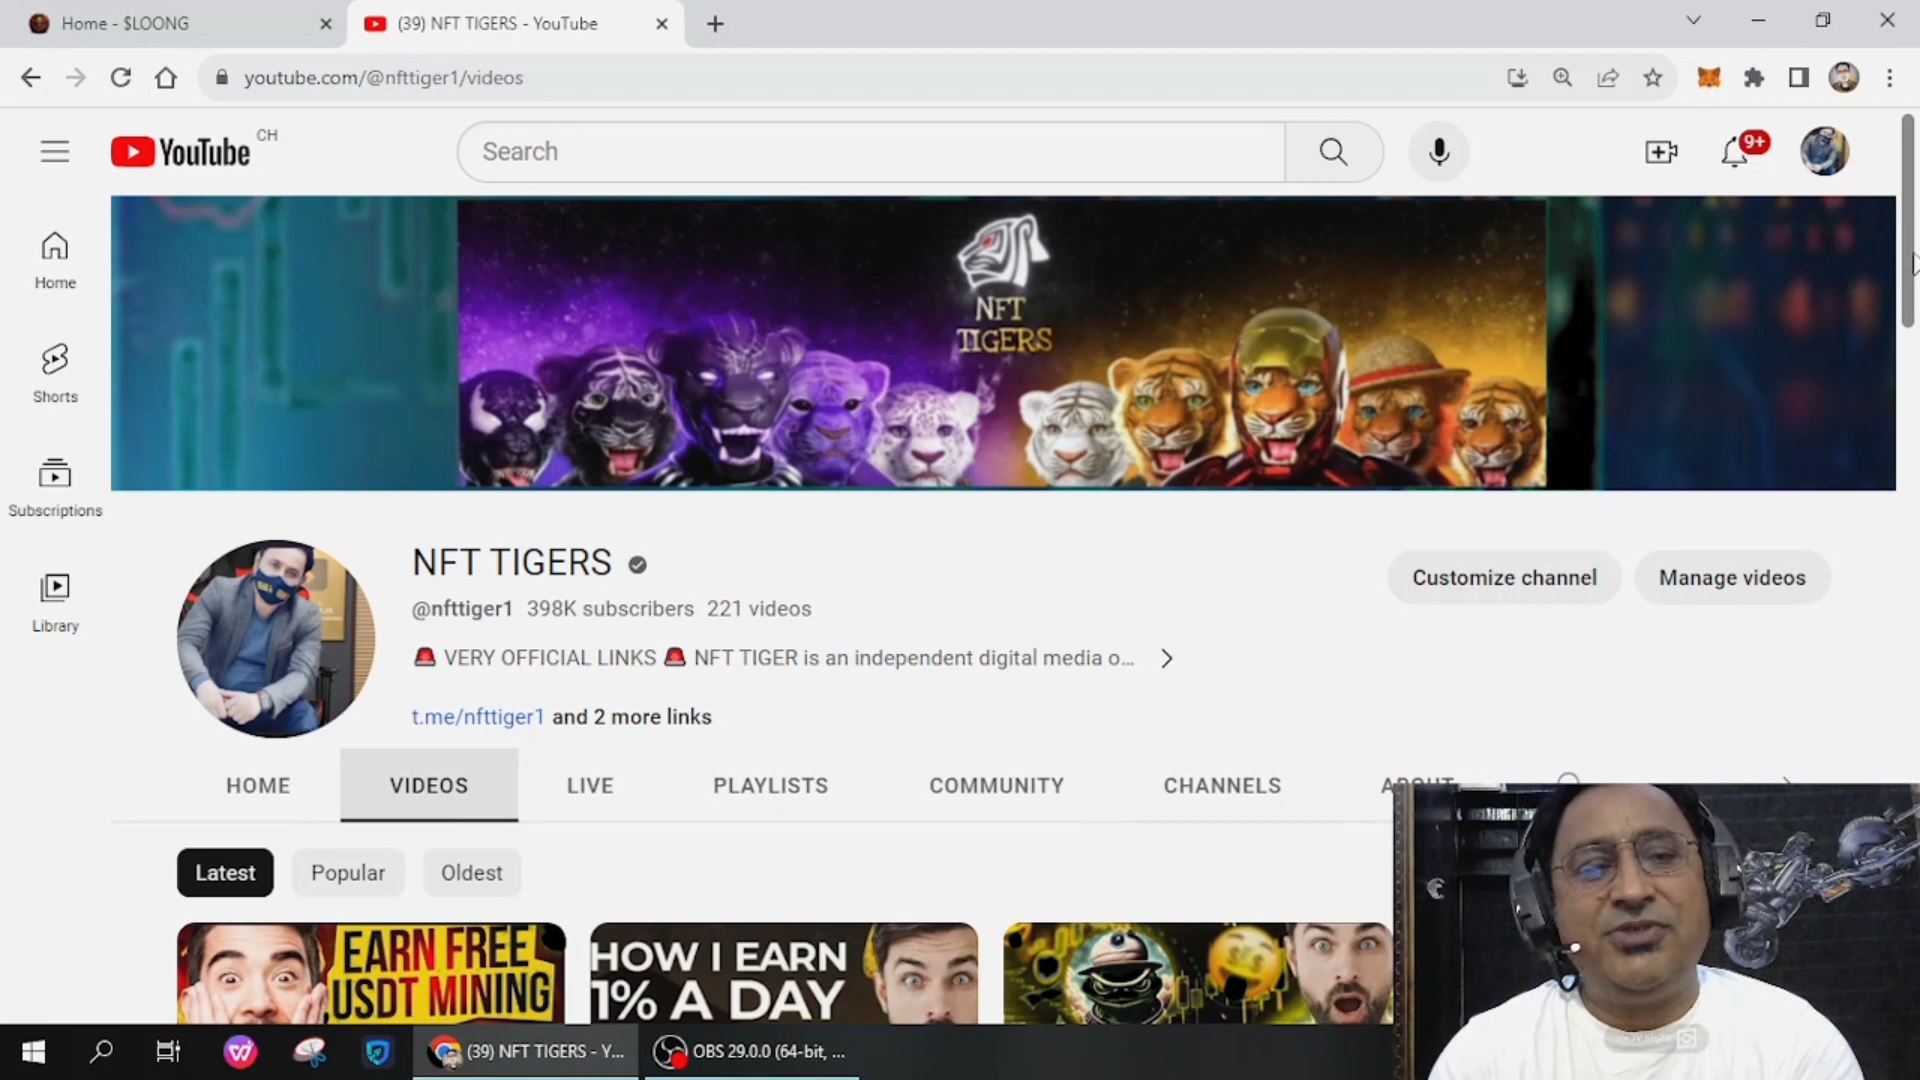 Home - $LOONG
(39) NFT TIGERS - YouTube
youtube.com/@nfttiger1/videos
YouTube CH
Search
9+
Home
Shorts
Subscriptions
Library
NFT
TIGERS
NFT TIGERS
@nfttiger1 398K subscribers 221 videos
🚨 VERY OFFICIAL LINKS 🚨 NFT TIGER is an independent digital media o...
t.me/nfttiger1 and 2 more links
Customize channel
Manage videos
HOME VIDEOS LIVE PLAYLISTS COMMUNITY CHANNELS ABOUT
Latest Popular Oldest
EARN FREE
USDT MINING
HOW I EARN
1% A DAY
(39) NFT TIGERS - Y...
OBS 29.0.0 (64-bit, ...